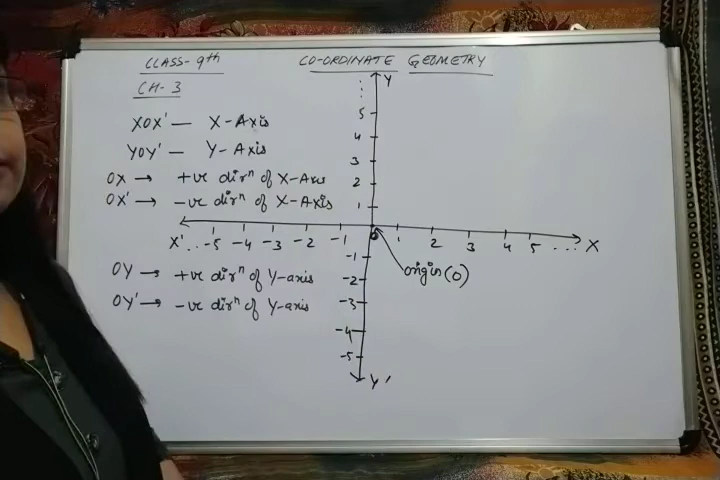 CLASS-9th CO-ORDINATE GEOMETRY
CH-3
XOX' — X-Axis
YOY' — Y-Axis
OX → +ve dirⁿ of X-Axis
OX' → -ve dirⁿ of X-AXIS
OY → +ve dirⁿ of Y-axis
OY' → -ve dirⁿ of Y-axis
Y
5
4
3
2
1
X' .. -5 -4 -3 -2 -1 0 1 2 3 4 5 ... X
origin (0)
-1
-2
-3
-4
-5
Y'